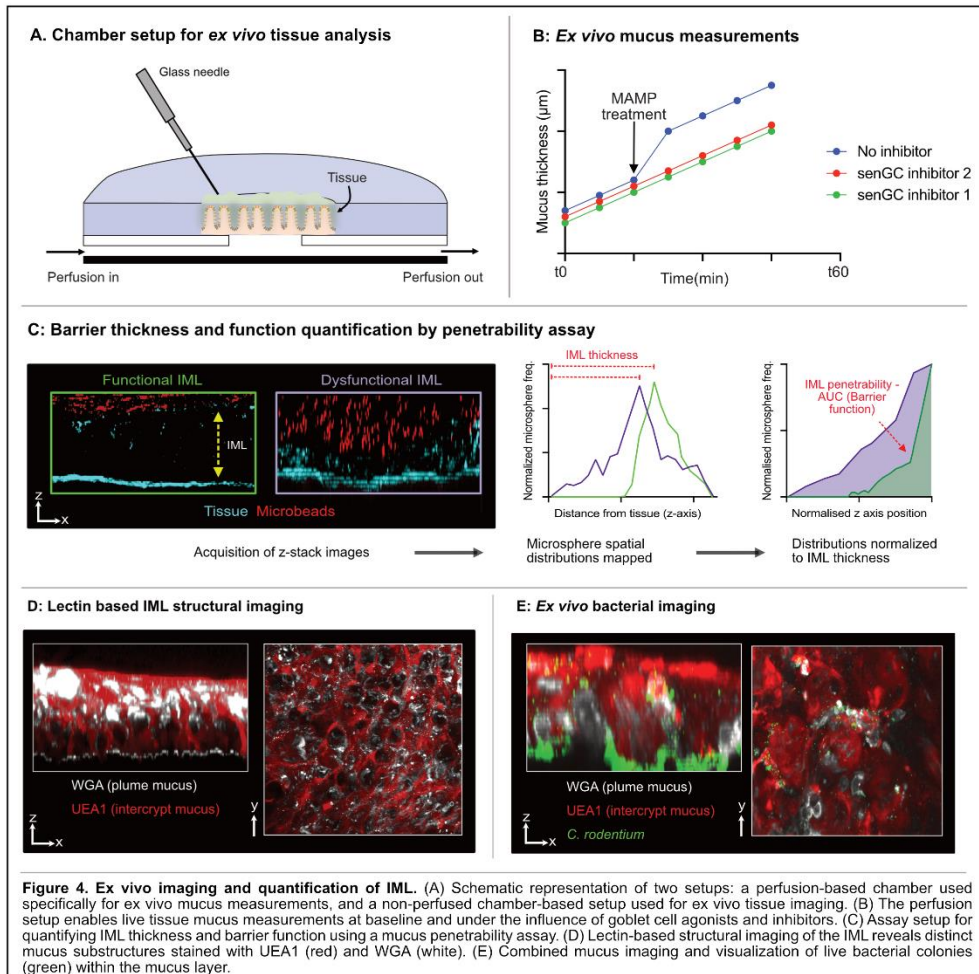 A. Chamber setup for ex vivo tissue analysis
Glass needle
Tissue
Perfusion in
Perfusion out
B: Ex vivo mucus measurements
Mucus thickness (µm)
MAMP
treatment
No inhibitor
senGC inhibitor 2
senGC inhibitor 1
t0
Time(min)
t60
C: Barrier thickness and function quantification by penetrability assay
Functional IML
Dysfunctional IML
IML
z
x
Tissue Microbeads
Normalized microsphere freq.
IML thickness
Distance from tissue (z-axis)
Normalised microsphere freq.
IML penetrability -
AUC (Barrier
function)
Normalised z axis position
Acquisition of z-stack images
Microsphere spatial
distributions mapped
Distributions normalized
to IML thickness
D: Lectin based IML structural imaging
WGA (plume mucus)
UEA1 (intercrypt mucus)
z
x
y
E: Ex vivo bacterial imaging
WGA (plume mucus)
UEA1 (intercrypt mucus)
C. rodentium
z
x
y
Figure 4. Ex vivo imaging and quantification of IML. (A) Schematic representation of two setups: a perfusion-based chamber used
specifically for ex vivo mucus measurements, and a non-perfused chamber-based setup used for ex vivo tissue imaging. (B) The perfusion
setup enables live tissue mucus measurements at baseline and under the influence of goblet cell agonists and inhibitors. (C) Assay setup for
quantifying IML thickness and barrier function using a mucus penetrability assay. (D) Lectin-based structural imaging of the IML reveals distinct
mucus substructures stained with UEA1 (red) and WGA (white). (E) Combined mucus imaging and visualization of live bacterial colonies
(green) within the mucus layer.